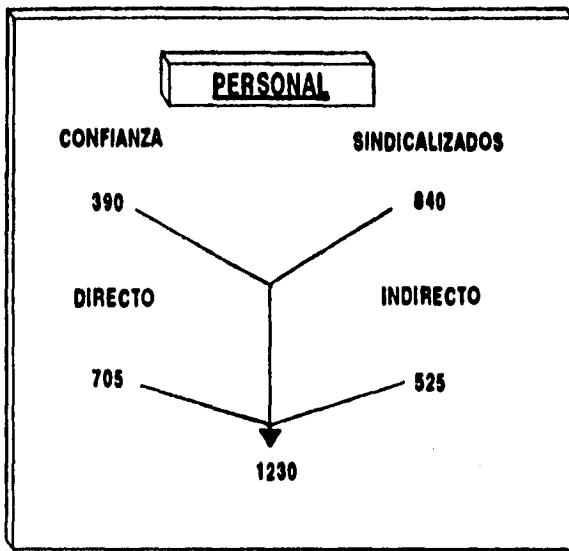 PERSONAL
CONFIANZA SINDICALIZADOS
390 840
DIRECTO INDIRECTO
705 525
1230